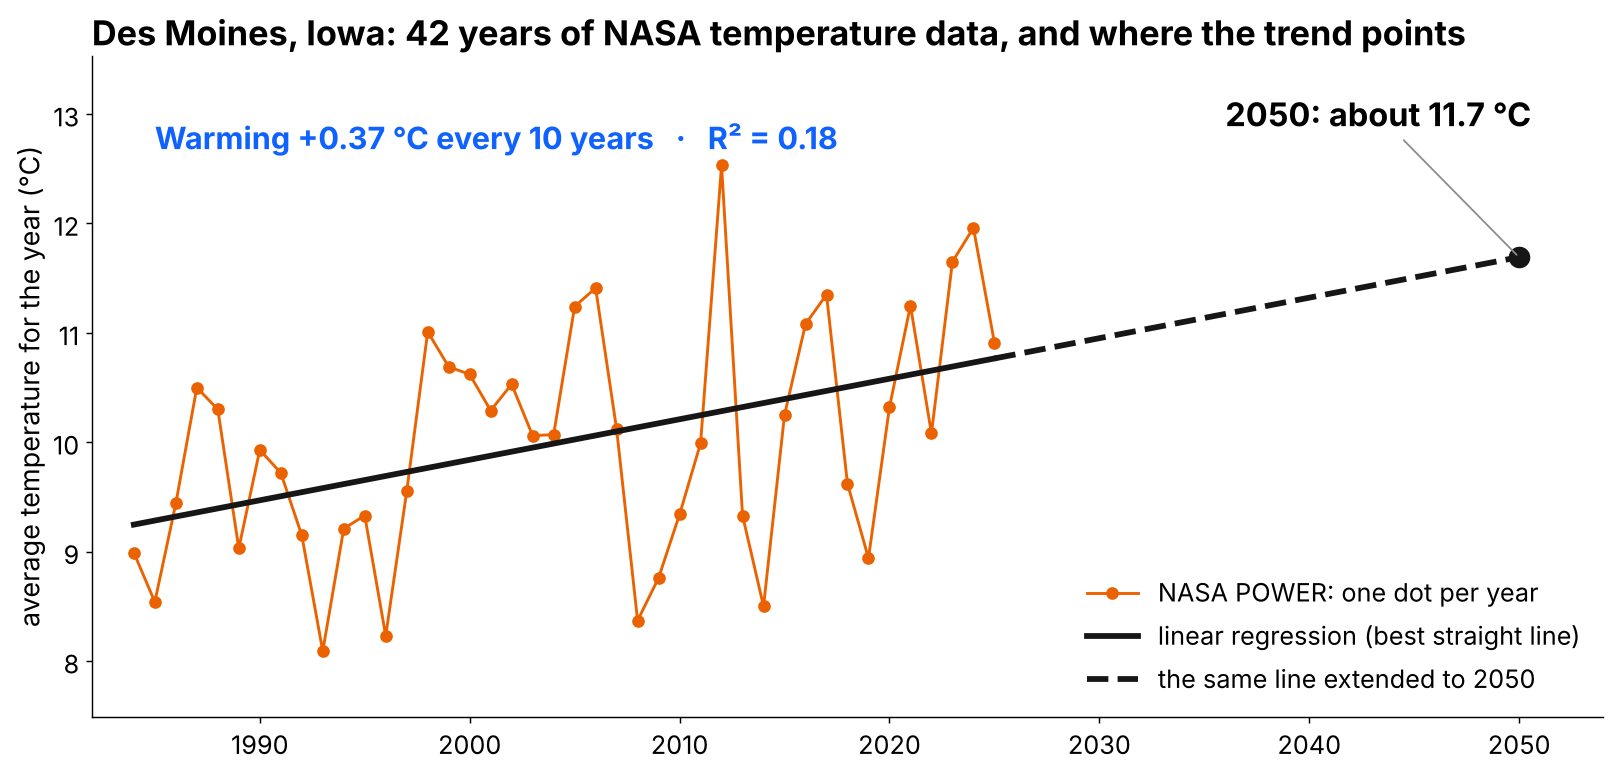 Des Moines, Iowa: 42 years of NASA temperature data, and where the trend points
Warming +0.37 °C every 10 years · R² = 0.18
2050: about 11.7 °C
average temperature for the year (°C)
13
12
11
10
9
8
NASA POWER: one dot per year
linear regression (best straight line)
the same line extended to 2050
1990 2000 2010 2020 2030 2040 2050